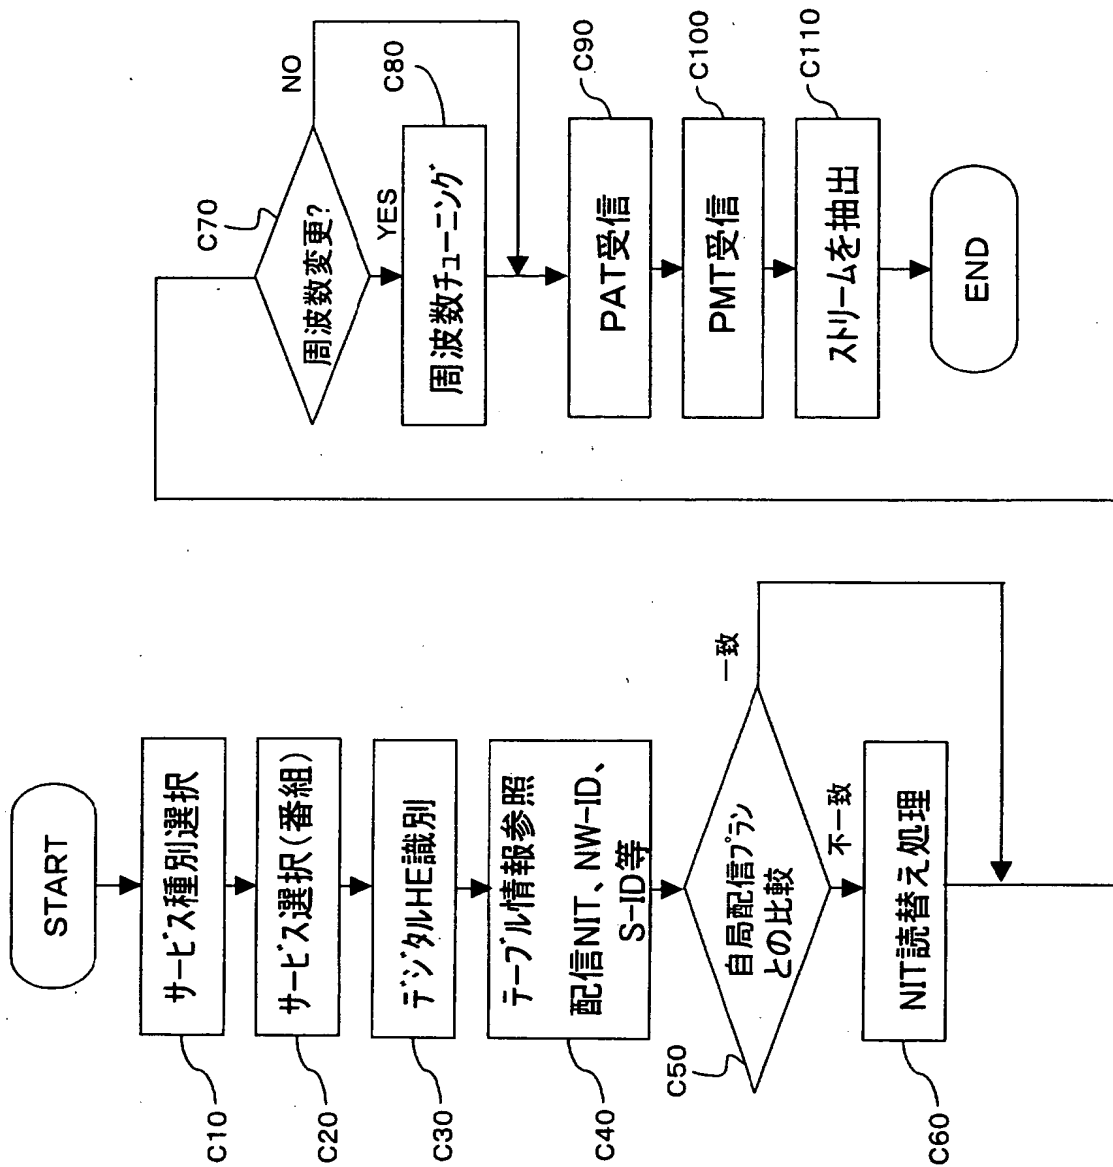 START
サービス種別選択
C10
サービス選択(番組)
C20
デジタルHE識別
C30
テーブル情報参照
配信NIT、NW-ID、
S-ID等
C40
自局配信プラン
との比較
C50
一致
不一致
NIT読替え処理
C60
周波数変更?
C70
NO
YES
周波数チューニング
C80
PAT受信
C90
PMT受信
C100
ストリームを抽出
C110
END